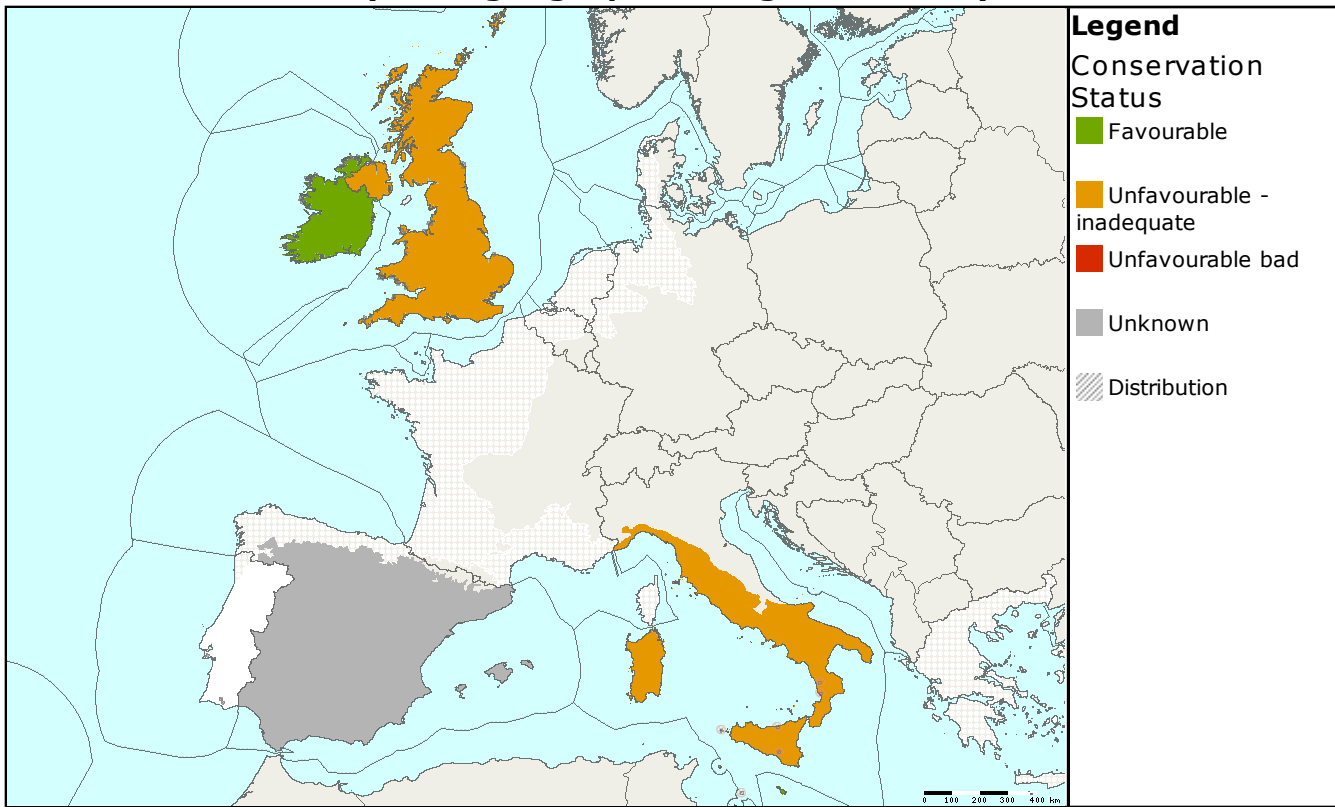 Legend
Conservation
Status
Favourable
Unfavourable -
inadequate
Unfavourable bad
Unknown
Distribution
0 100 200 300 400 km